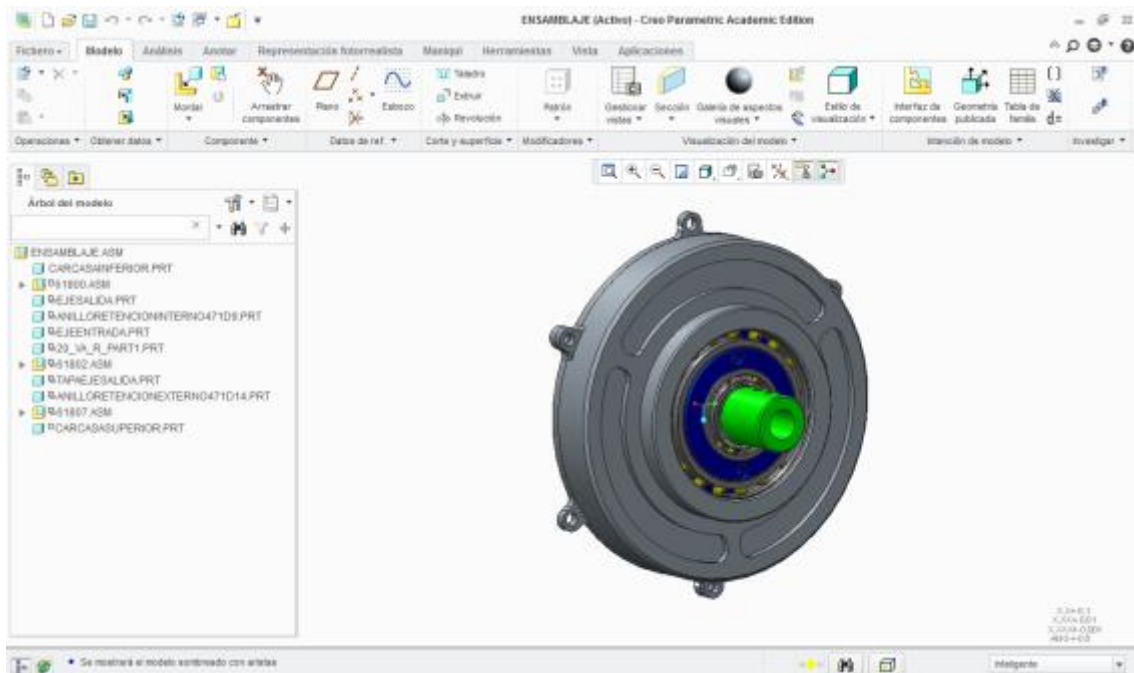 ENSAMBLAJE (Activo) - Creo Parametric Academic Edition
Fichero Modelo Análisis Anotar Representación fotorrealista Maniquí Herramientas Vista Aplicaciones
Montar Arrastrar componentes Plano Esbozo Taladro Extruir Revolución Patrón Gestionar vistas Sección Galería de aspectos visuales Estilo de visualización Interfaz de componentes Geometría publicada Tabla de familia d=
Operaciones Obtener datos Componente Datos de ref. Corte y superficie Modificadores Visualización del modelo Intención de modelo Investigar
Árbol del modelo
ENSAMBLAJE.ASM
CARCASAINFERIOR.PRT
61800.ASM
EJESALIDA.PRT
ANILLORETENCIONINTERNO471D9.PRT
EJEENTRADA.PRT
20_VA_R_PART1.PRT
61802.ASM
TAPAEJESALIDA.PRT
ANILLORETENCIONEXTERNO471D14.PRT
61807.ASM
CARCASASUPERIOR.PRT
Se mostrará el modelo sombreado con aristas
Inteligente